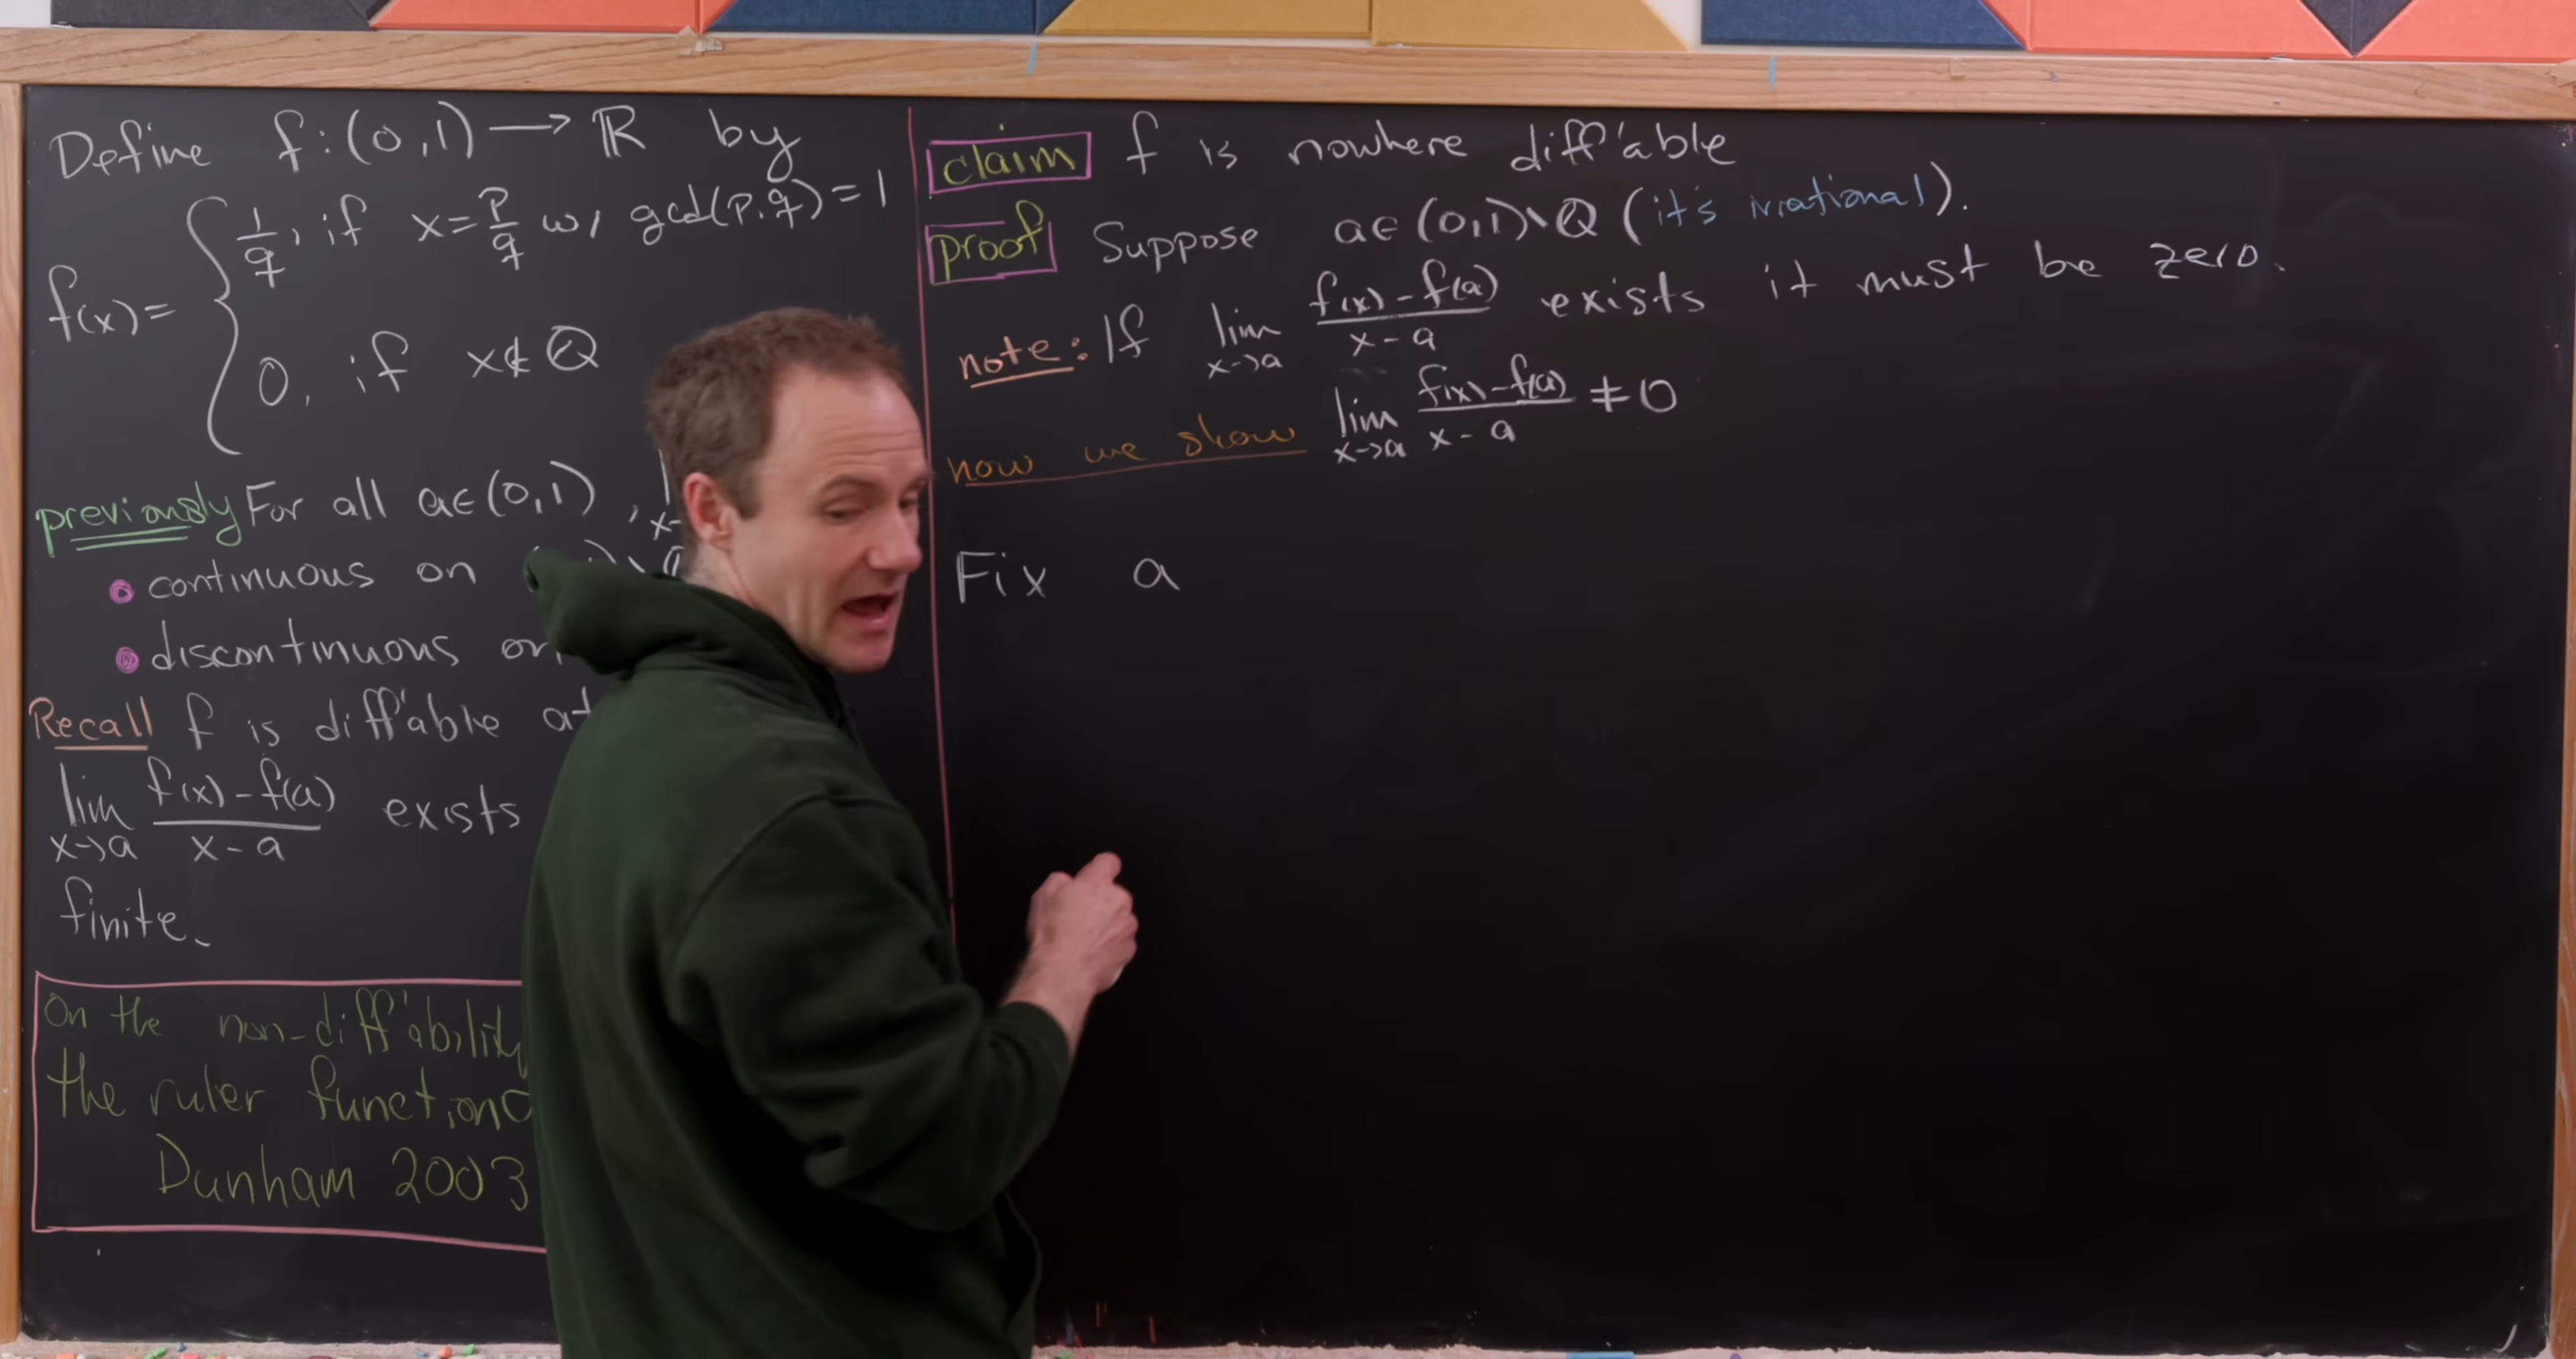 Define f:(0,1) → ℝ by
f(x) = { 1/q, if x = p/q w/ gcd(p,q) = 1
0, if x ∉ ℚ
previously For all a∈(0,1),
• continuous on
• discontinuous on
Recall f is diff'able at
lim x→a (f(x) - f(a))/(x - a) exists
finite.
On the non-diff'ability
the ruler function
Dunham 2003
claim f is nowhere diff'able
proof Suppose a∈(0,1)\ℚ (it's irrational).
note: If lim x→a (f(x) - f(a))/(x - a) exists it must be zero.
now we show lim x→a (f(x) - f(a))/(x - a) ≠ 0
Fix a